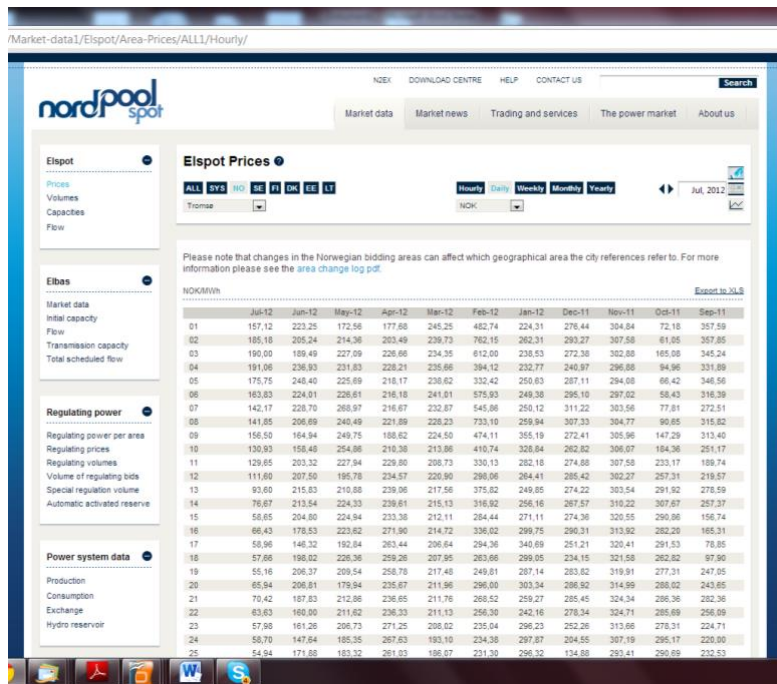 /Market-data1/Elspot/Area-Prices/ALL1/Hourly/
N2EX DOWNLOAD CENTRE HELP CONTACT US Search
nordpool spot
Market data Market news Trading and services The power market About us
Elspot
Prices
Volumes
Capacities
Flow
Elbas
Market data
Initial capacity
Flow
Transmission capacity
Total scheduled flow
Regulating power
Regulating power per area
Regulating prices
Regulating volumes
Volume of regulating bids
Special regulation volume
Automatic activated reserve
Power system data
Production
Consumption
Exchange
Hydro reservoir
Elspot Prices
ALL SYS NO SE FI DK EE LT Hourly Daily Weekly Monthly Yearly Jul, 2012
Tromsø NOK
Please note that changes in the Norwegian bidding areas can affect which geographical area the city references refer to. For more
information please see the area change log pdf.
NOK/MWh Export to XLS
Jul-12 Jun-12 May-12 Apr-12 Mar-12 Feb-12 Jan-12 Dec-11 Nov-11 Oct-11 Sep-11
01 157,12 223,25 172,56 177,68 245,25 482,74 224,31 276,44 304,84 72,18 357,59
02 185,18 205,24 214,36 203,49 239,73 762,15 262,31 293,27 307,58 61,05 357,85
03 190,00 189,49 227,09 226,66 234,35 612,00 238,53 272,38 302,88 165,08 345,24
04 191,06 236,93 231,83 228,21 235,66 394,12 232,77 240,97 296,88 94,96 331,89
05 175,75 248,40 225,69 218,17 238,62 332,42 250,63 287,11 294,08 66,42 346,56
06 163,83 224,01 226,61 216,18 241,01 575,93 249,38 295,10 297,02 58,43 316,39
07 142,17 228,70 268,97 216,67 232,87 545,86 250,12 311,22 303,56 77,81 272,51
08 141,85 206,69 240,49 221,89 228,23 733,10 259,94 307,33 304,77 90,65 315,82
09 156,50 164,94 249,75 188,62 224,50 474,11 355,19 272,41 305,96 147,29 313,40
10 130,93 158,48 254,86 210,38 213,86 410,74 328,84 262,82 306,07 184,36 251,17
11 129,65 203,32 227,94 229,80 208,73 330,13 282,18 274,88 307,58 233,17 189,74
12 111,60 207,50 195,78 234,57 220,90 298,06 264,41 285,42 302,27 257,31 219,57
13 93,60 215,83 210,88 239,06 217,56 375,82 249,85 274,22 303,54 291,92 278,59
14 76,67 213,54 224,33 239,61 215,13 316,92 256,16 267,57 310,22 307,67 257,37
15 58,65 204,80 224,94 233,38 212,11 284,44 271,11 274,36 320,55 290,86 156,74
16 66,43 178,53 223,62 271,90 214,72 336,02 299,75 290,31 313,92 282,20 165,31
17 58,96 146,32 192,84 263,44 206,64 294,36 340,69 251,21 320,41 291,53 78,85
18 57,66 198,02 226,36 259,26 207,95 263,66 299,05 234,15 321,58 262,82 97,90
19 55,16 206,37 209,54 258,78 217,48 249,81 287,14 283,82 319,91 277,31 247,05
20 65,94 206,81 179,94 235,67 211,96 296,00 303,34 286,92 314,99 288,02 243,65
21 70,42 187,83 212,86 236,65 211,76 268,52 259,27 285,45 324,34 286,36 282,36
22 63,63 160,00 211,62 236,33 211,13 256,30 242,16 278,34 324,71 285,69 256,09
23 57,98 161,26 206,73 271,25 208,02 235,04 296,23 252,26 313,66 278,31 224,71
24 58,70 147,64 185,35 267,63 193,10 234,38 297,87 204,55 307,19 295,17 220,00
25 54,94 171,88 183,32 261,03 186,07 231,30 296,32 134,88 293,41 290,69 232,53